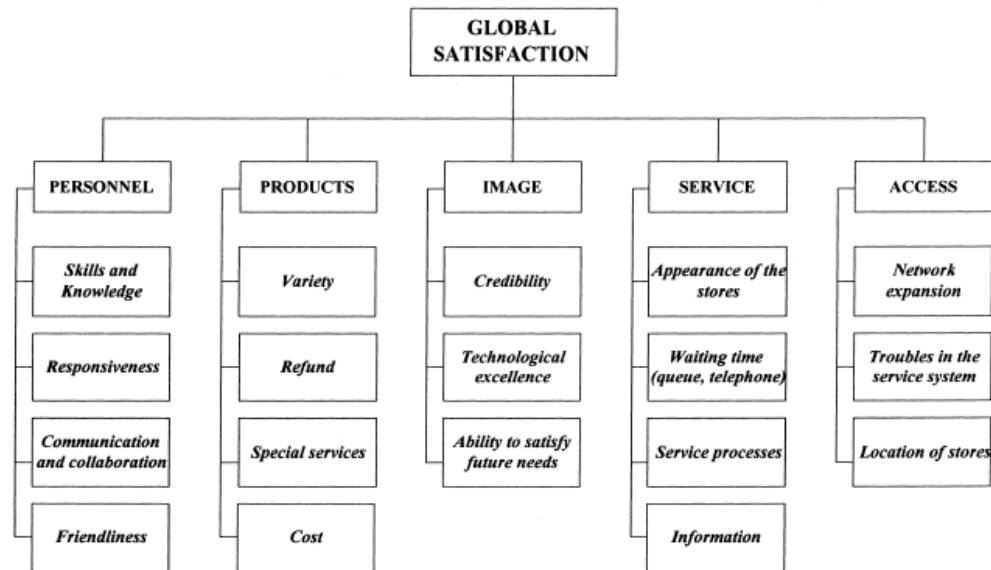 GLOBAL
SATISFACTION
PERSONNEL
PRODUCTS
IMAGE
SERVICE
ACCESS
Skills and
Knowledge
Variety
Credibility
Appearance of the
stores
Network
expansion
Responsiveness
Refund
Technological
excellence
Waiting time
(queue, telephone)
Troubles in the
service system
Communication
and collaboration
Special services
Ability to satisfy
future needs
Service processes
Location of stores
Friendliness
Cost
Information